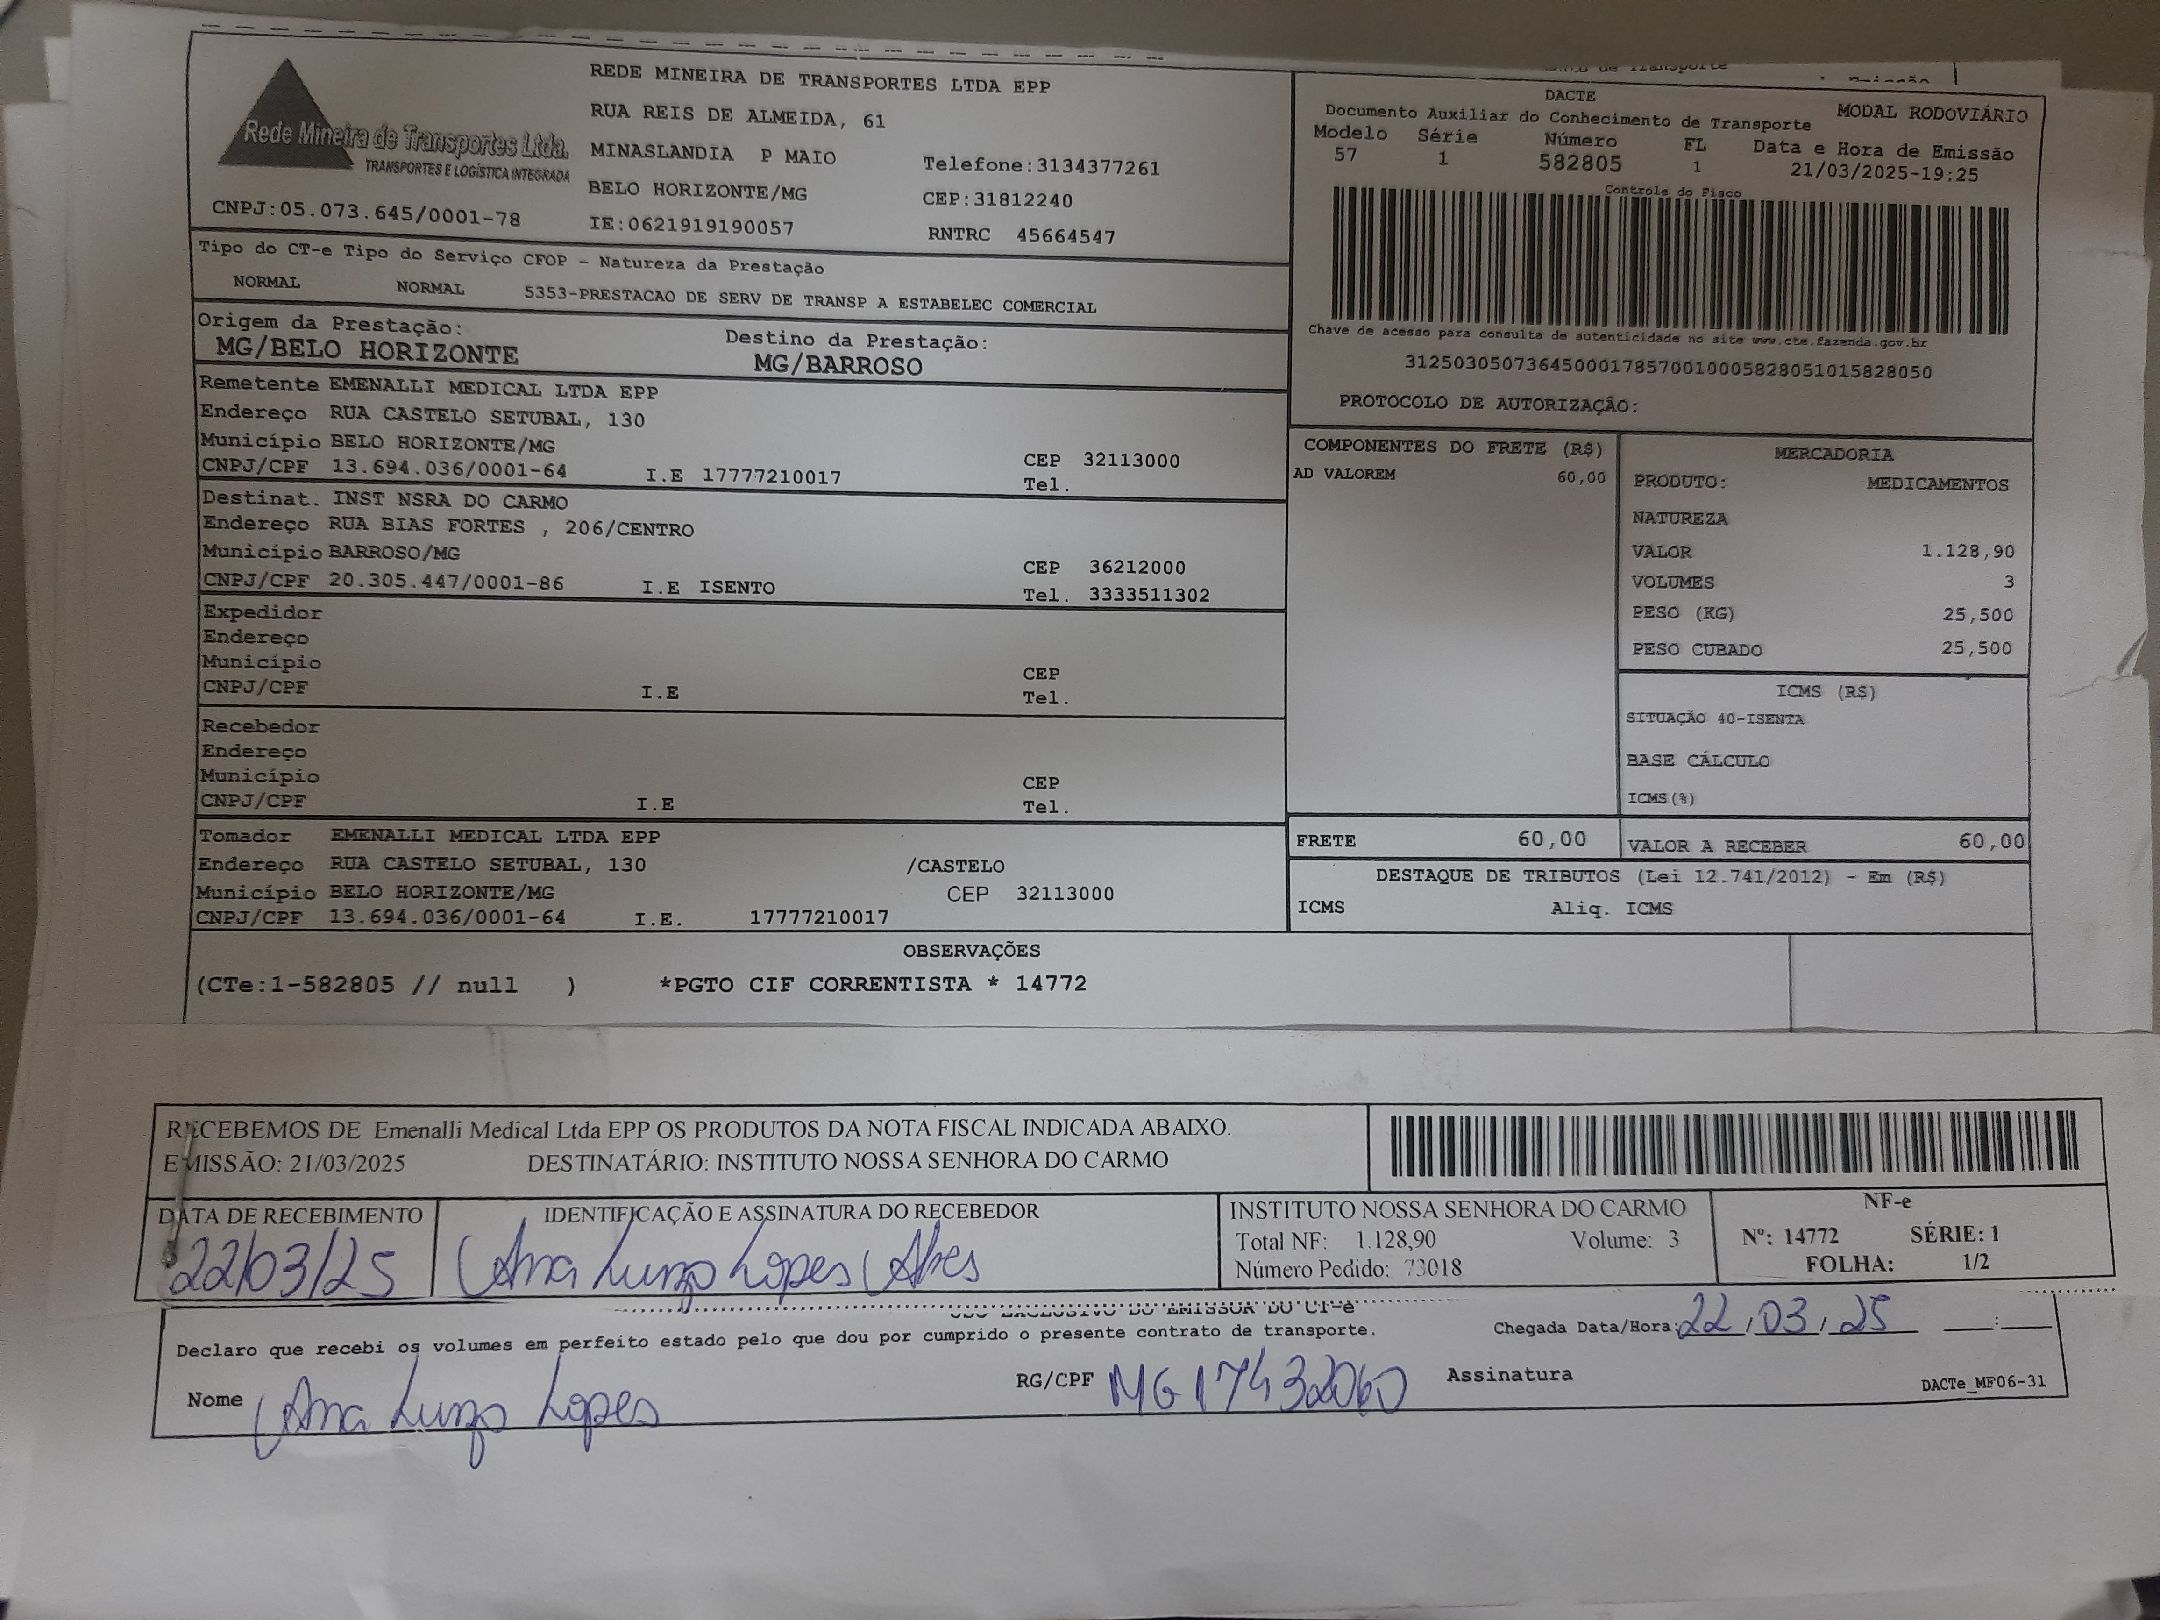 REDE MINEIRA DE TRANSPORTES LTDA EPP
RUA REIS DE ALMEIDA, 61
MINASLANDIA P MAIO
Telefone:3134377261
BELO HORIZONTE/MG
CEP:31812240
IE:0621919190057
RNTRC 45664547
Rede Mineira de Transportes Ltda.
TRANSPORTES E LOGÍSTICA INTEGRADA
CNPJ:05.073.645/0001-78
DACTE
MODAL RODOVIÁRIO
Documento Auxiliar do Conhecimento de Transporte
Modelo Série Número FL Data e Hora de Emissão
57 1 582805 1 21/03/2025-19:25
Controle do Fisco
Chave de acesso para consulta de autenticidade no site www.cte.fazenda.gov.br
31250305073645000178570010005828051015828050
PROTOCOLO DE AUTORIZAÇÃO:
Tipo do CT-e Tipo do Serviço CFOP - Natureza da Prestação
NORMAL NORMAL 5353-PRESTACAO DE SERV DE TRANSP A ESTABELEC COMERCIAL
Origem da Prestação: Destino da Prestação:
MG/BELO HORIZONTE MG/BARROSO
Remetente EMENALLI MEDICAL LTDA EPP
Endereço RUA CASTELO SETUBAL, 130
Município BELO HORIZONTE/MG CEP 32113000
CNPJ/CPF 13.694.036/0001-64 I.E 17777210017 Tel.
Destinat. INST NSRA DO CARMO
Endereço RUA BIAS FORTES , 206/CENTRO
Município BARROSO/MG CEP 36212000
CNPJ/CPF 20.305.447/0001-86 I.E ISENTO Tel. 3333511302
Expedidor
Endereço
Município CEP
CNPJ/CPF I.E Tel.
Recebedor
Endereço
Município CEP
CNPJ/CPF I.E Tel.
Tomador EMENALLI MEDICAL LTDA EPP
Endereço RUA CASTELO SETUBAL, 130 /CASTELO
Município BELO HORIZONTE/MG CEP 32113000
CNPJ/CPF 13.694.036/0001-64 I.E. 17777210017
COMPONENTES DO FRETE (R$)
AD VALOREM 60,00
MERCADORIA
PRODUTO: MEDICAMENTOS
NATUREZA
VALOR 1.128,90
VOLUMES 3
PESO (KG) 25,500
PESO CUBADO 25,500
ICMS (R$)
SITUAÇÃO 40-ISENTA
BASE CÁLCULO
ICMS(%)
FRETE 60,00 VALOR A RECEBER 60,00
DESTAQUE DE TRIBUTOS (Lei 12.741/2012) - Em (R$)
ICMS Aliq. ICMS
OBSERVAÇÕES
(CTe:1-582805 // null ) *PGTO CIF CORRENTISTA * 14772
RECEBEMOS DE Emenalli Medical Ltda EPP OS PRODUTOS DA NOTA FISCAL INDICADA ABAIXO.
EMISSÃO: 21/03/2025 DESTINATÁRIO: INSTITUTO NOSSA SENHORA DO CARMO
DATA DE RECEBIMENTO IDENTIFICAÇÃO E ASSINATURA DO RECEBEDOR
22/03/25 Ana Luiza Lopes Alves
INSTITUTO NOSSA SENHORA DO CARMO
Total NF: 1.128,90 Volume: 3
Número Pedido: 73018
NF-e
Nº: 14772 SÉRIE: 1
FOLHA: 1/2
USO EXCLUSIVO DO EMISSOR DO CT-e
Declaro que recebi os volumes em perfeito estado pelo que dou por cumprido o presente contrato de transporte. Chegada Data/Hora: 22/03/25 __:__
Nome Ana Luiza Lopes RG/CPF MG17432060 Assinatura
DACTe_MF06-31